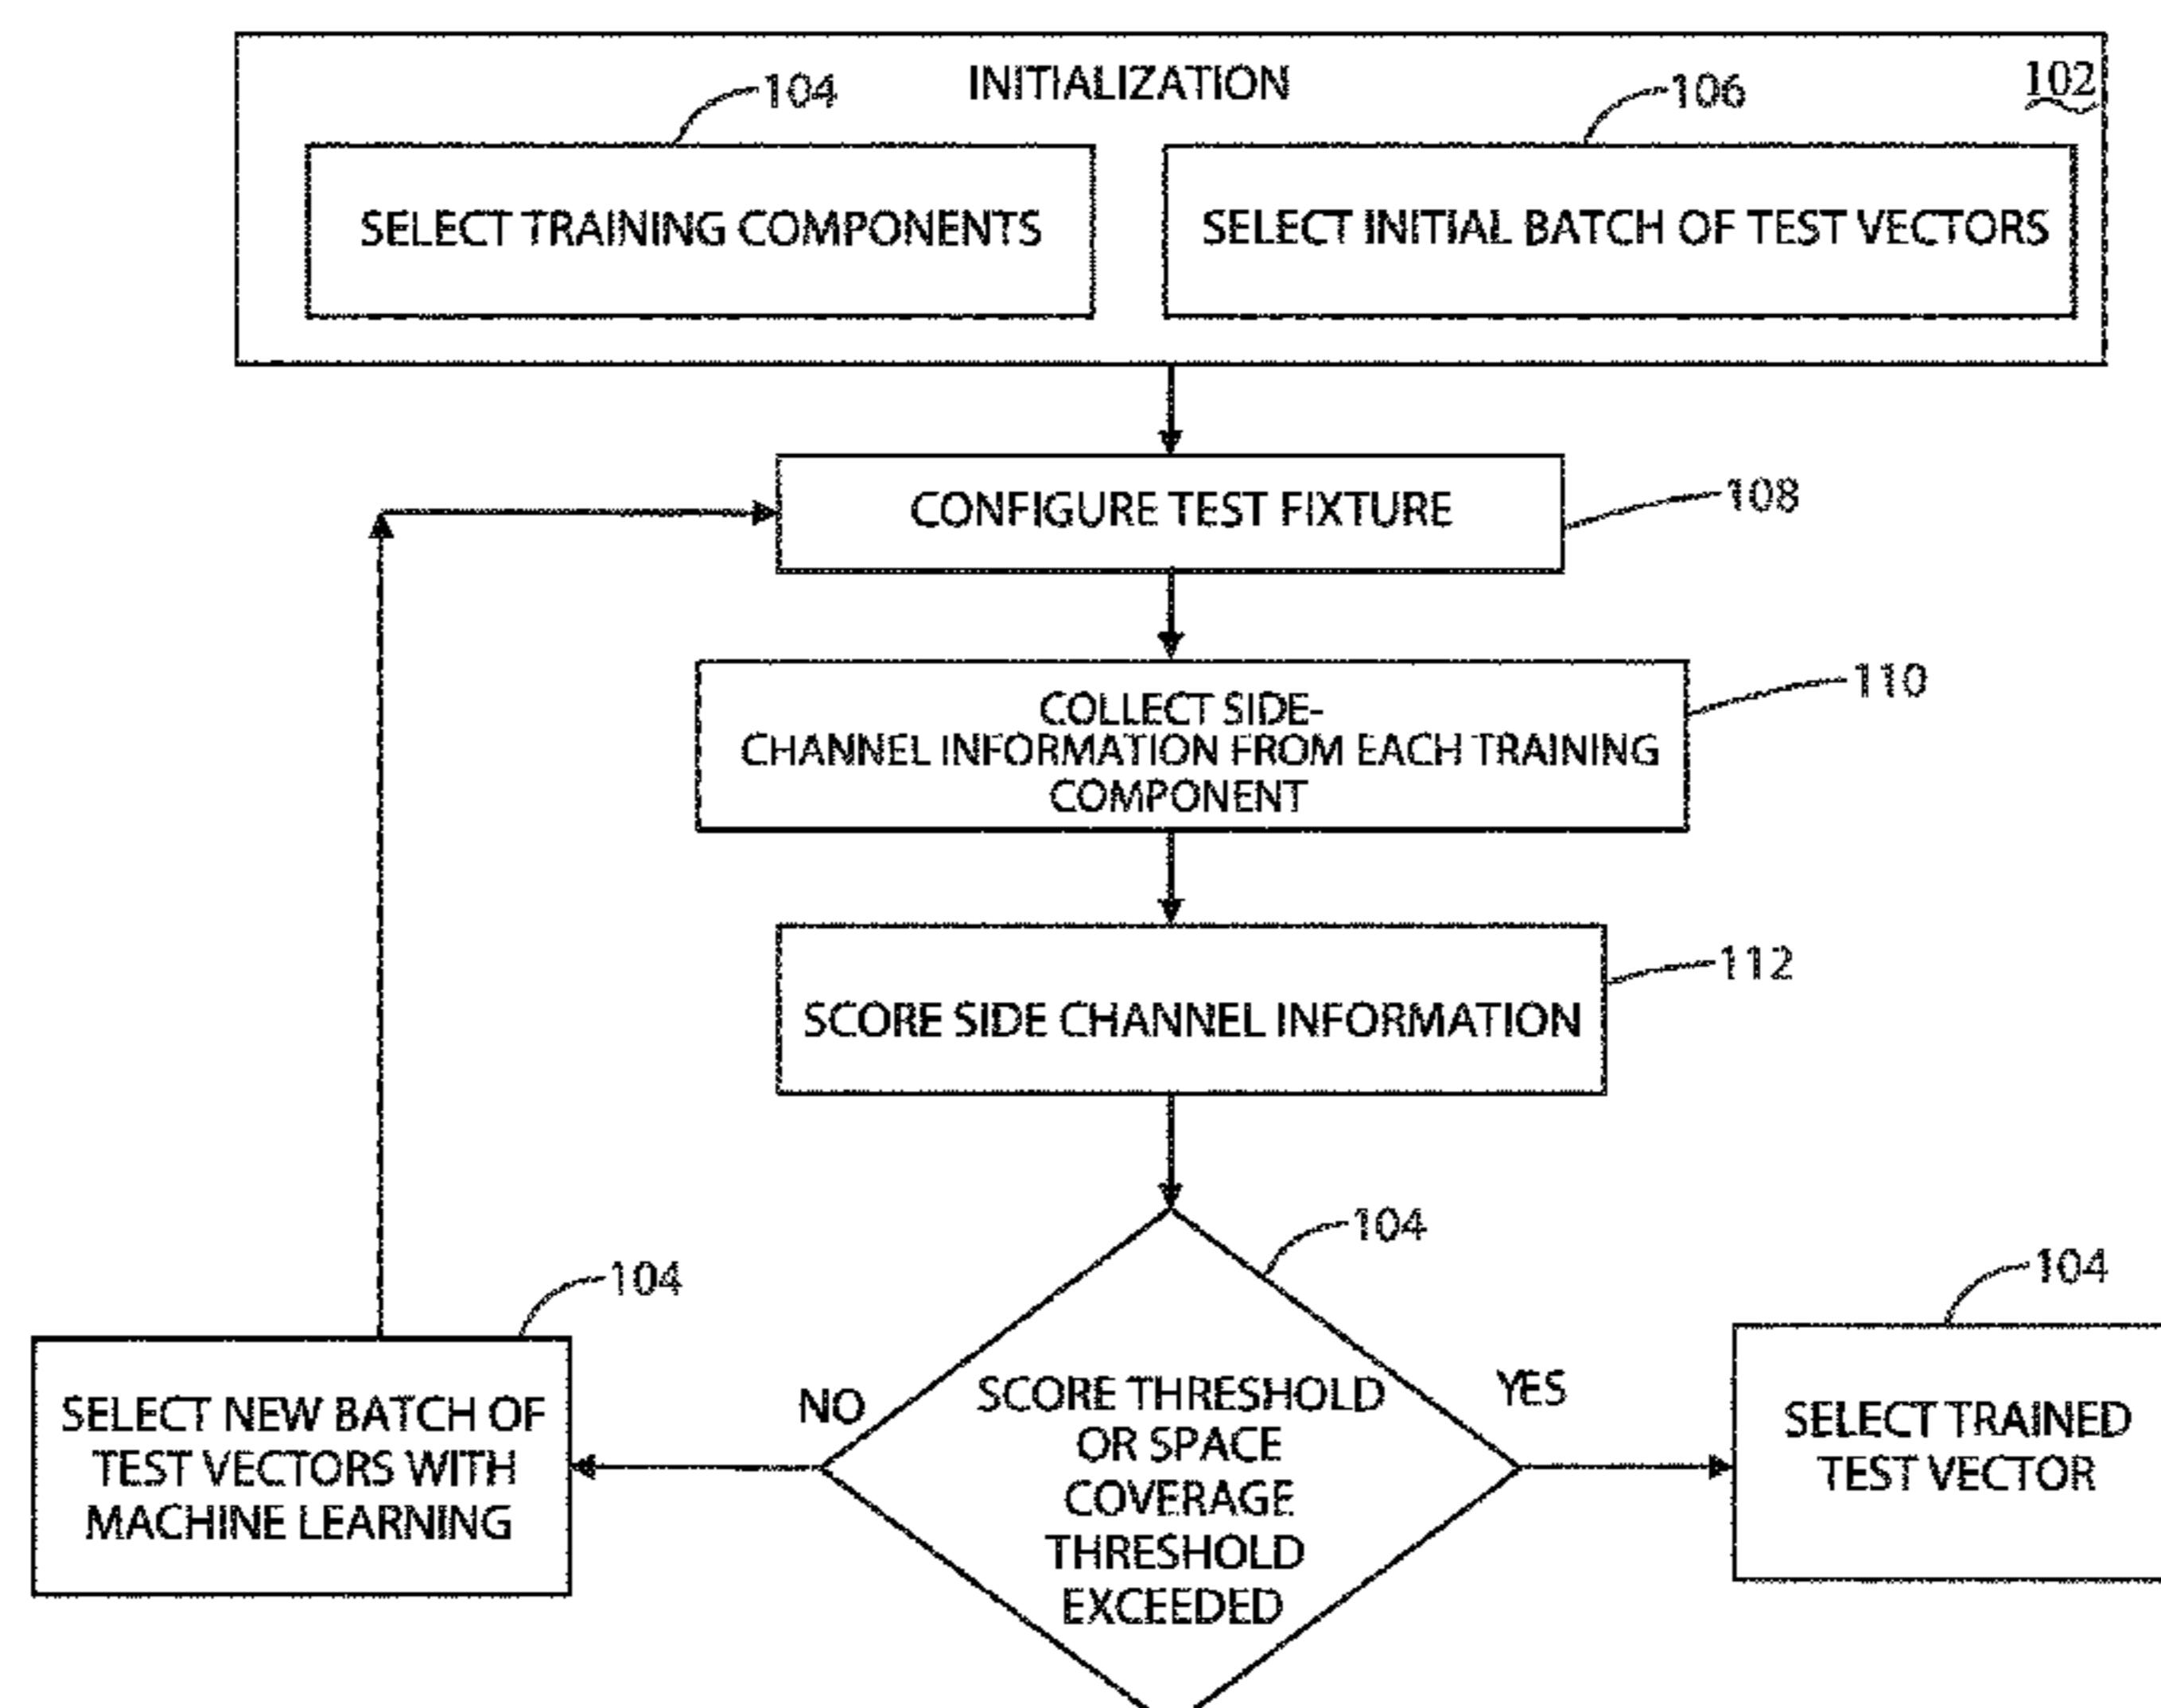 INITIALIZATION
102
104
106
SELECT TRAINING COMPONENTS
SELECT INITIAL BATCH OF TEST VECTORS
CONFIGURE TEST FIXTURE
108
COLLECT SIDE-
CHANNEL INFORMATION FROM EACH TRAINING
COMPONENT
110
SCORE SIDE CHANNEL INFORMATION
112
104
SCORE THRESHOLD
OR SPACE
COVERAGE
THRESHOLD
EXCEEDED
NO
104
SELECT NEW BATCH OF
TEST VECTORS WITH
MACHINE LEARNING
YES
104
SELECT TRAINED
TEST VECTOR